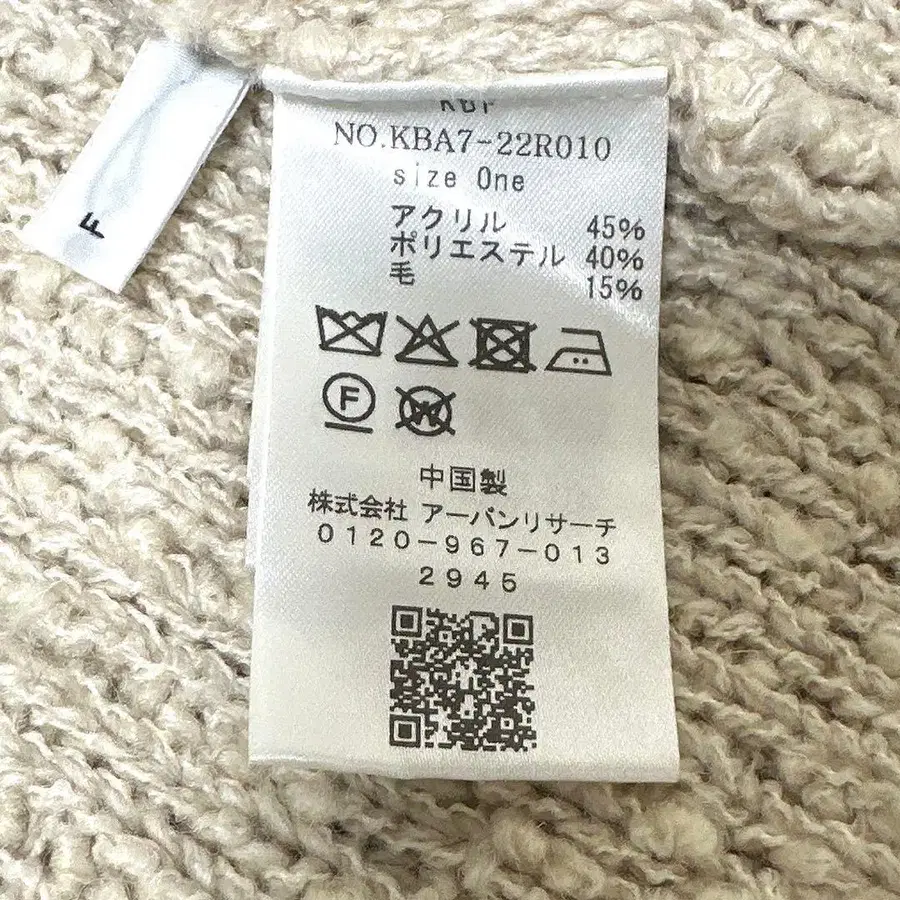 F
KBF
NO.KBA7-22R010
size One
アクリル 45%
ポリエステル 40%
毛 15%
F
W
中国製
株式会社 アーバンリサーチ
0120-967-013
2945